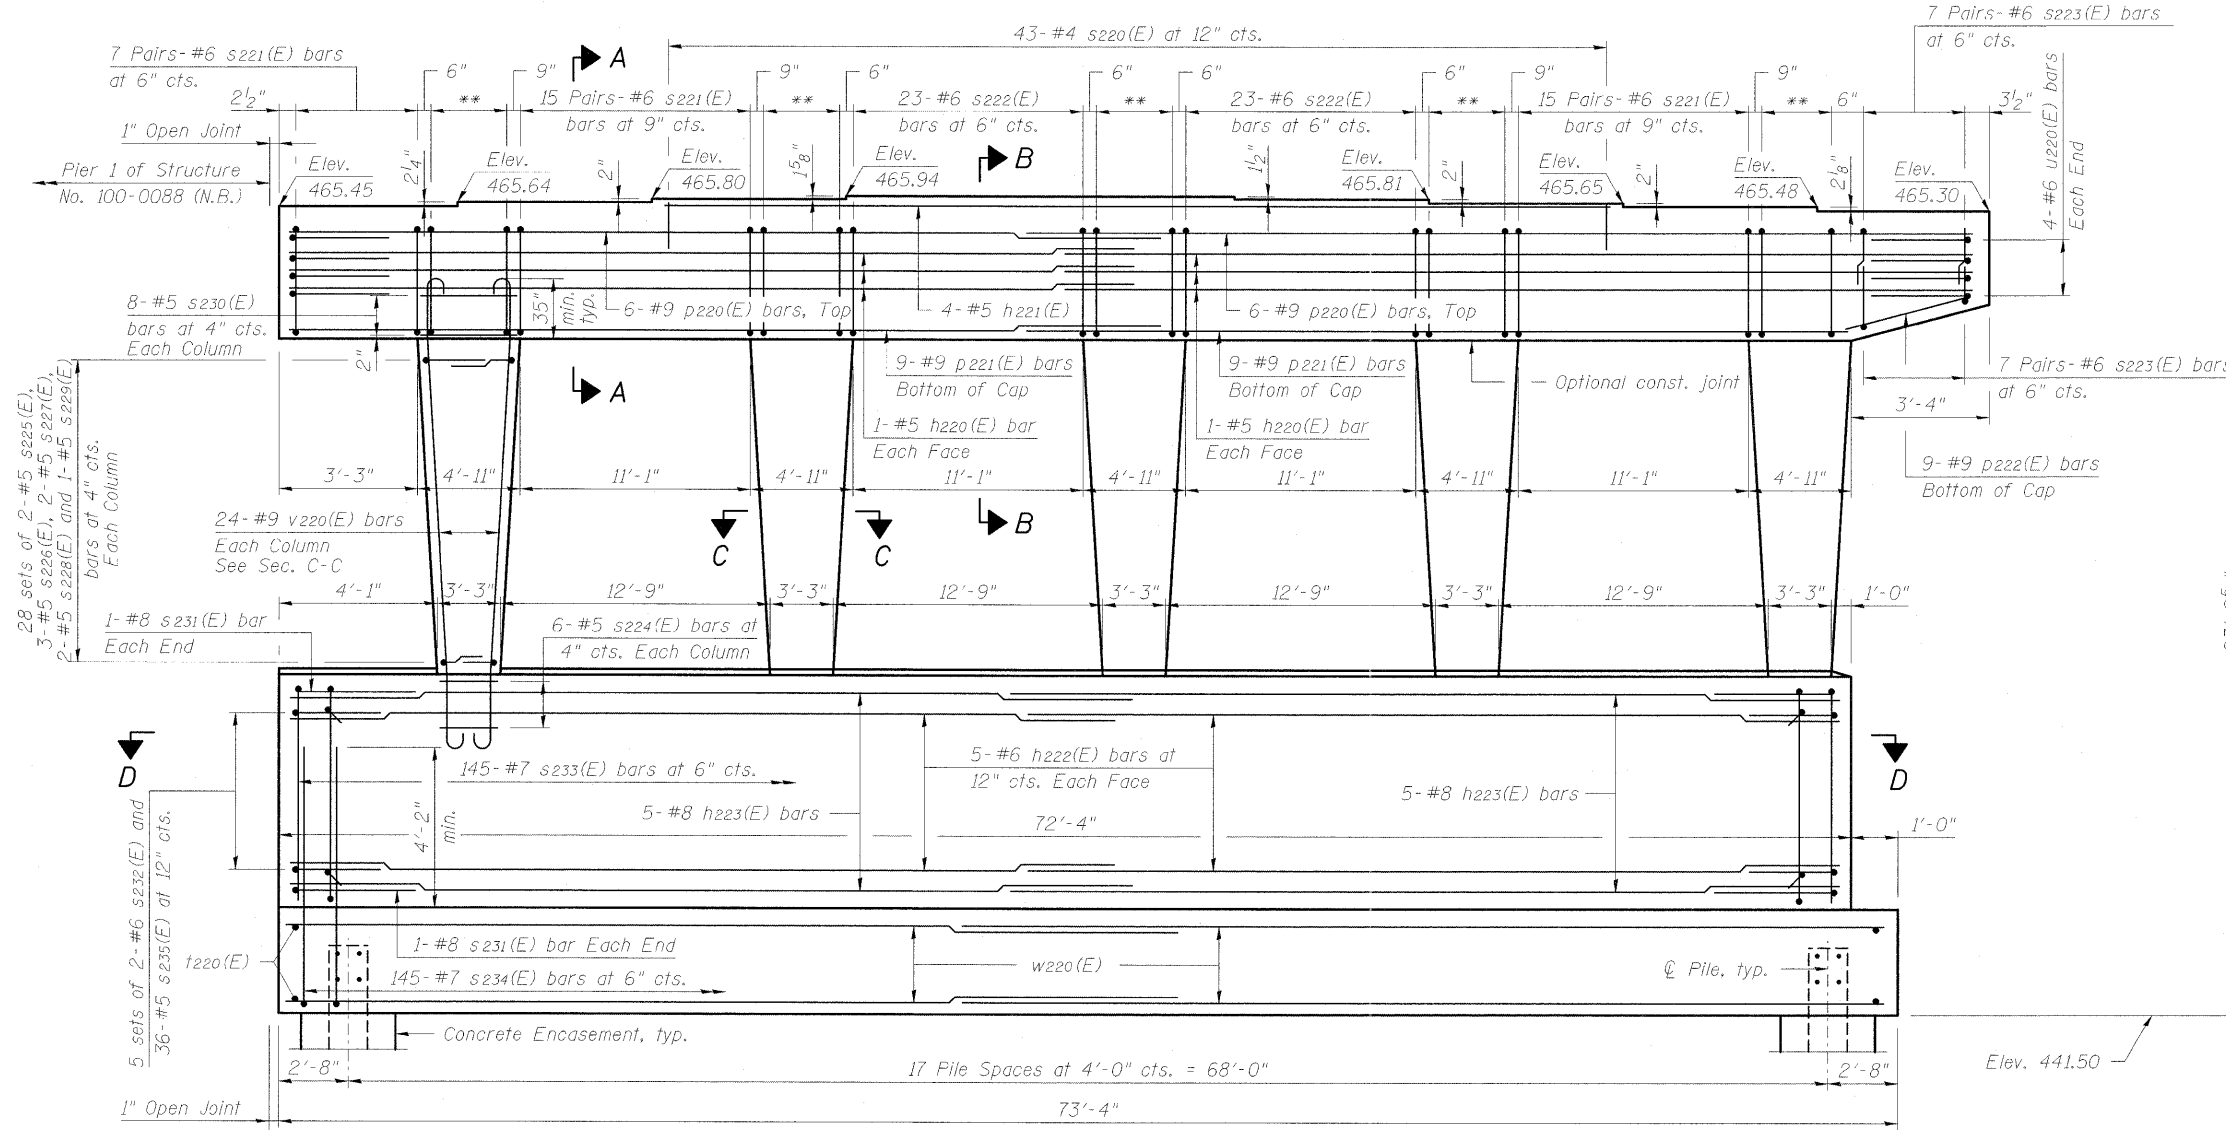 43-#4 s220(E) at 12" cts.
7 Pairs-#6 s223(E) bars
at 6" cts.
7 Pairs-#6 s221(E) bars
at 6" cts.
6"
9"
A
9"
6"
6"
6"
6"
9"
9"
2½"
**
15 Pairs-#6 s221(E)
bars at 9" cts.
**
23-#6 s222(E)
bars at 6" cts.
**
23-#6 s222(E)
bars at 6" cts.
**
15 Pairs-#6 s221(E)
bars at 9" cts.
**
6"
3½"
4-#6 u220(E) bars
Each End
1" Open Joint
Pier 1 of Structure
No. 100-0088 (N.B.)
Elev.
465.45
2¼"
Elev.
465.64
2"
Elev.
465.80
1⅝"
Elev.
465.94
B
1½"
Elev.
465.81
2"
Elev.
465.65
2"
Elev.
465.48
2⅛"
Elev.
465.30
8-#5 s230(E)
bars at 4" cts.
Each Column
2"
35"
min.
typ.
6-#9 p220(E) bars, Top
4-#5 h221(E)
6-#9 p220(E) bars, Top
A
9-#9 p221(E) bars
Bottom of Cap
9-#9 p221(E) bars
Bottom of Cap
Optional const. joint
7 Pairs-#6 s223(E) bars
at 6" cts.
3'-4"
1-#5 h220(E) bar
Each Face
1-#5 h220(E) bar
Each Face
9-#9 p222(E) bars
Bottom of Cap
28 sets of 2-#5 s225(E),
3-#5 s226(E), 2-#5 s227(E),
2-#5 s228(E) and 1-#5 s229(E)
bars at 4" cts.
Each Column
3'-3"
4'-11"
11'-1"
4'-11"
11'-1"
4'-11"
11'-1"
4'-11"
11'-1"
4'-11"
24-#9 v220(E) bars
Each Column
See Sec. C-C
C
C
B
4'-1"
3'-3"
12'-9"
3'-3"
12'-9"
3'-3"
12'-9"
3'-3"
12'-9"
3'-3"
1'-0"
1-#8 s231(E) bar
Each End
6-#5 s224(E) bars at
4" cts. Each Column
D
145-#7 s233(E) bars at 6" cts.
5-#6 h222(E) bars at
12" cts. Each Face
D
5-#8 h223(E) bars
5-#8 h223(E) bars
4'-2"
min.
72'-4"
1'-0"
5 sets of 2-#6 s232(E) and
36-#5 s235(E) at 12" cts.
1-#8 s231(E) bar Each End
t220(E)
145-#7 s234(E) bars at 6" cts.
w220(E)
℄ Pile, typ.
Concrete Encasement, typ.
Elev. 441.50
2'-8"
17 Pile Spaces at 4'-0" cts. = 68'-0"
2'-8"
1" Open Joint
73'-4"